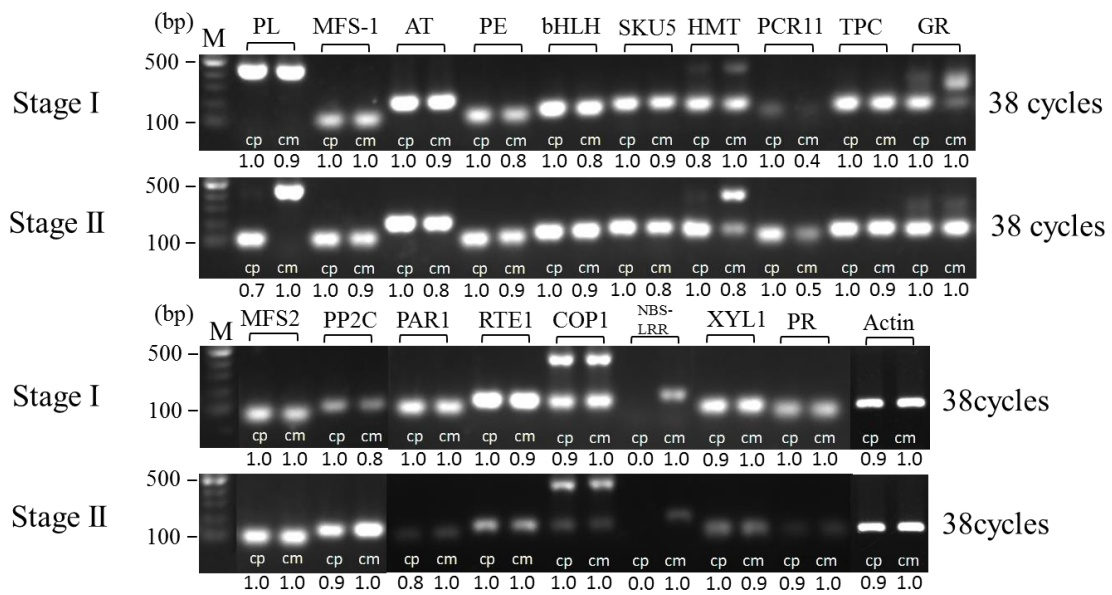 (bp) PL MFS-1 AT PE bHLH SKU5 HMT PCR11 TPC GR
M
500
Stage I 38 cycles
100
cp cm cp cm cp cm cp cm cp cm cp cm cp cm cp cm cp cm cp cm
1.0 0.9 1.0 1.0 1.0 0.9 1.0 0.8 1.0 0.8 1.0 0.9 0.8 1.0 1.0 0.4 1.0 1.0 1.0 1.0
500
Stage II 38 cycles
100
cp cm cp cm cp cm cp cm cp cm cp cm cp cm cp cm cp cm cp cm
0.7 1.0 1.0 0.9 1.0 0.8 1.0 0.9 1.0 0.9 1.0 0.8 1.0 0.8 1.0 0.5 1.0 0.9 1.0 1.0
(bp) MFS2 PP2C PAR1 RTE1 COP1 NBS-LRR XYL1 PR Actin
M
500
Stage I 38cycles
100
cp cm cp cm cp cm cp cm cp cm cp cm cp cm cp cm cp cm
1.0 1.0 1.0 0.8 1.0 1.0 1.0 0.9 0.9 1.0 0.0 1.0 0.9 1.0 1.0 1.0 0.9 1.0
500
Stage II 38cycles
100
cp cm cp cm cp cm cp cm cp cm cp cm cp cm cp cm cp cm
1.0 1.0 0.9 1.0 0.8 1.0 1.0 1.0 1.0 1.0 0.0 1.0 1.0 0.9 0.9 1.0 0.9 1.0